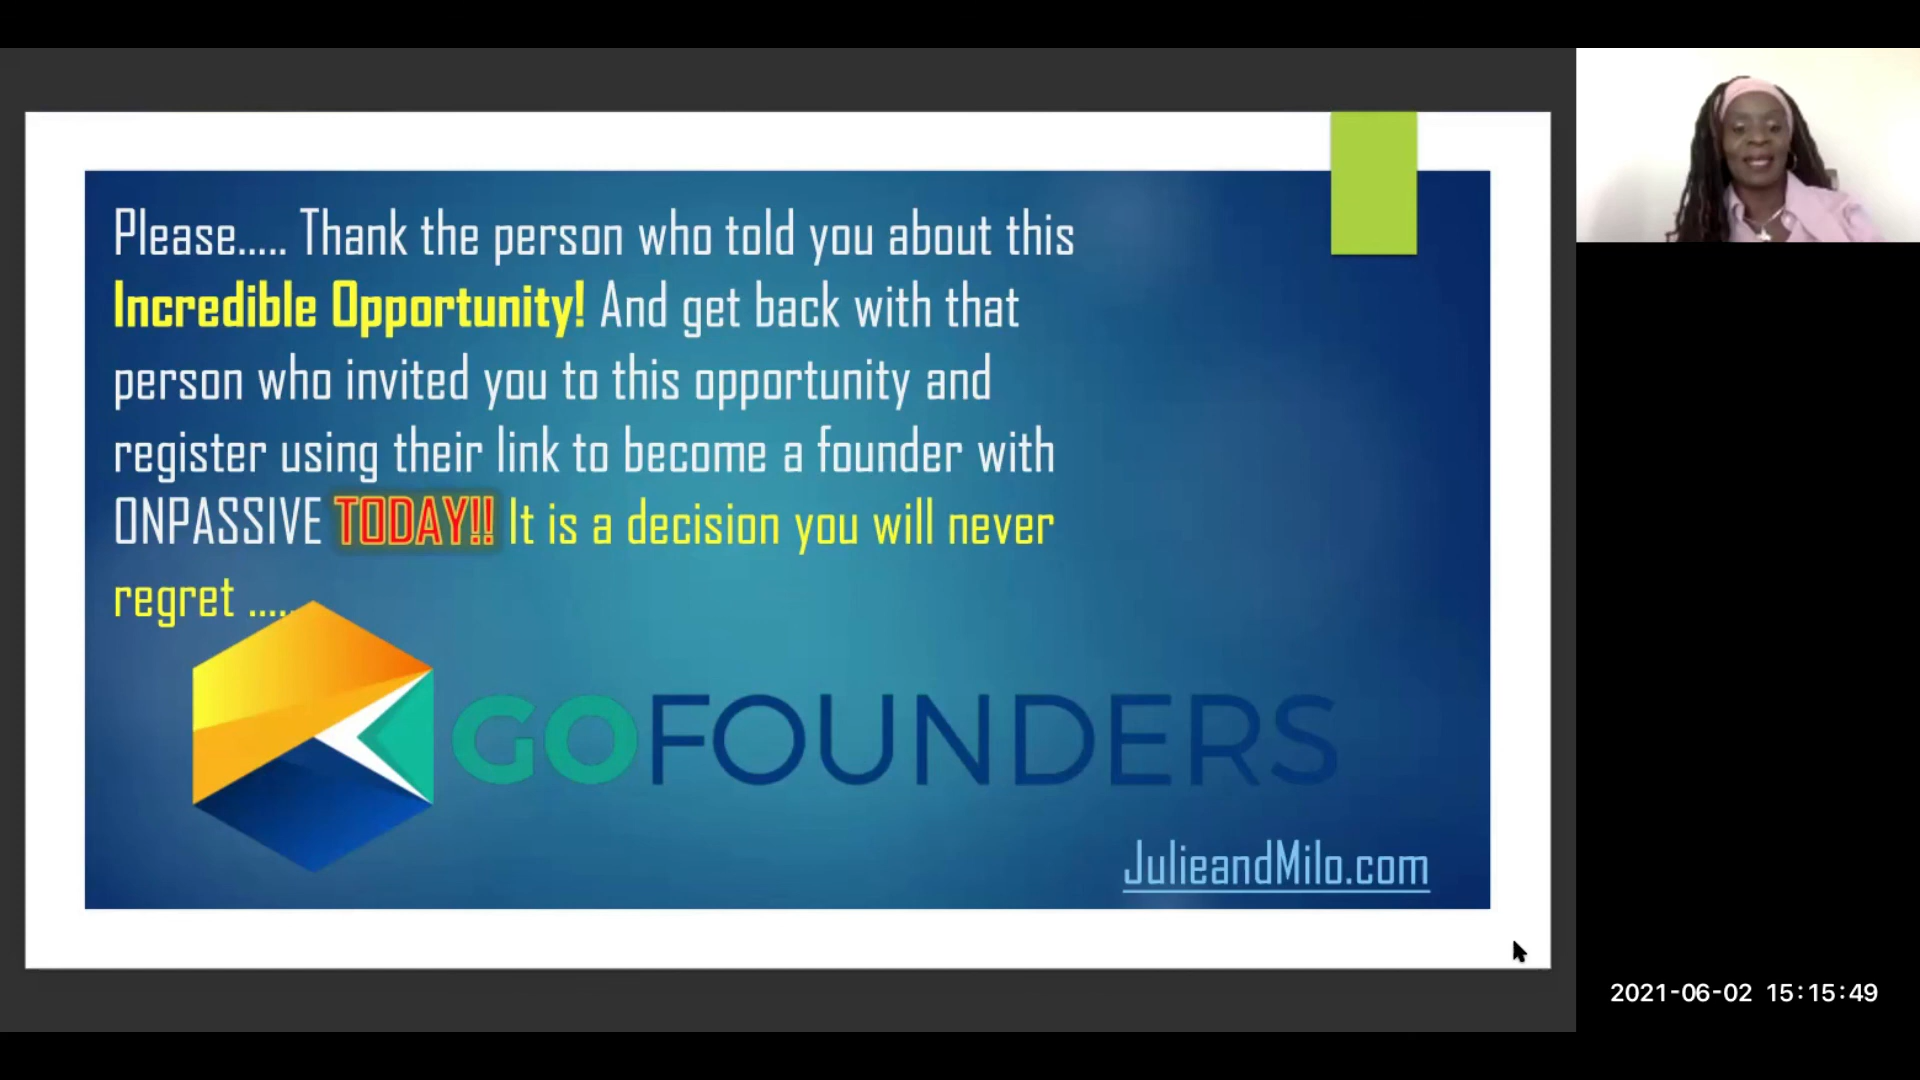 Please..... Thank the person who told you about this
Incredible Opportunity! And get back with that
person who invited you to this opportunity and
register using their link to become a founder with
ONPASSIVE TODAY!! It is a decision you will never
regret .....
GOFOUNDERS
JulieandMilo.com
2021-06-02 15:15:49